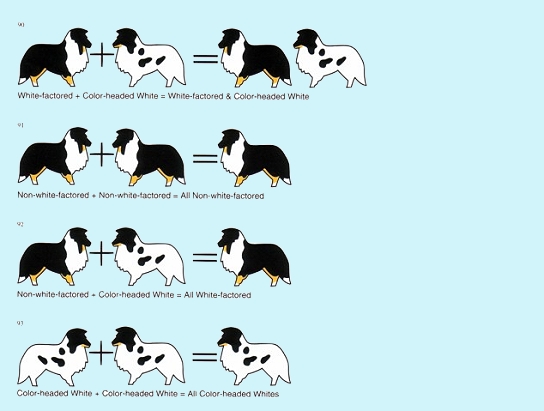 90
White-factored + Color-headed White = White-factored & Color-headed White
91
Non-white-factored + Non-white-factored = All Non-white-factored
92
Non-white-factored + Color-headed White = All White-factored
93
Color-headed White + Color-headed White = All Color-headed Whites